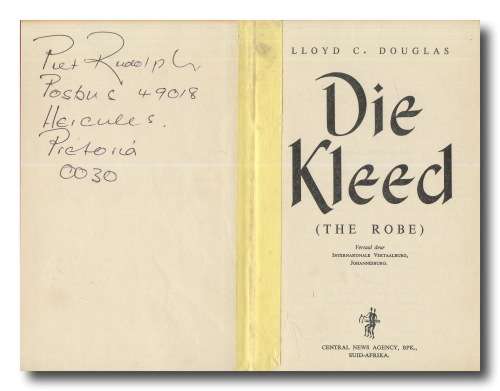 Piet Rudolph
Posbus 49018
Hercules.
Pretoria
0030
LLOYD C. DOUGLAS
Die
Kleed
(THE ROBE)
Vertaal deur
INTERNASIONALE VERTAALBURO,
JOHANNESBURG.
CENTRAL NEWS AGENCY, BPK.,
SUID-AFRIKA.